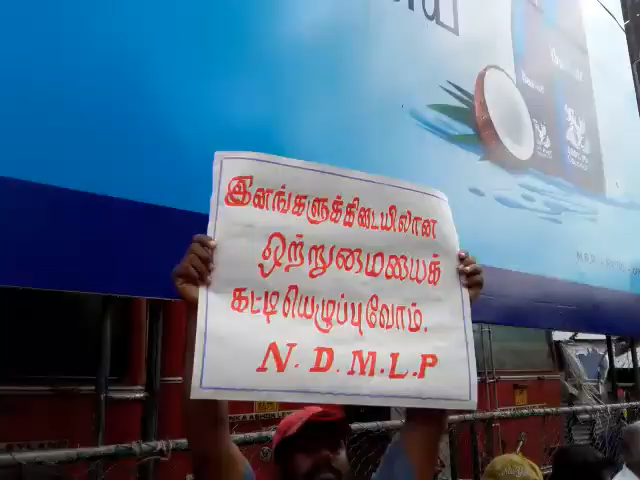 இனங்களுக்கிடையிலான
ஒற்றுமையைக்
கட்டியெழுப்புவோம்.
N.D.M.L.P